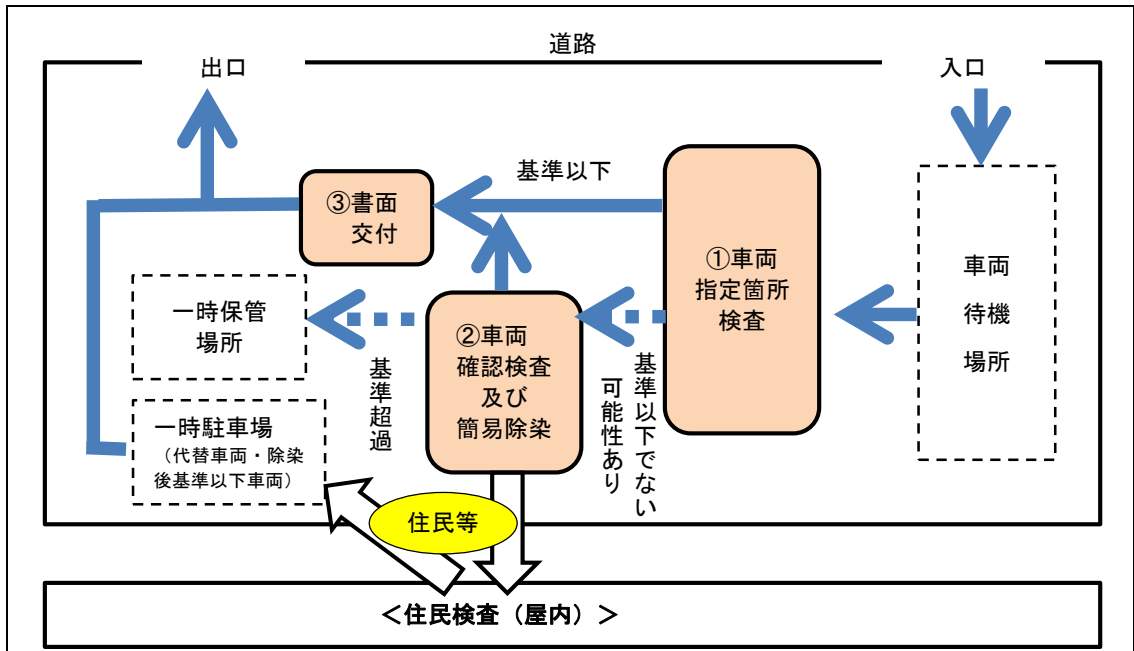 道路
出口
入口
③書面
交付
基準以下
①車両
指定箇所
検査
車両
待機
場所
一時保管
場所
基準超過
②車両
確認検査
及び
簡易除染
基準以下でない
可能性あり
一時駐車場
（代替車両・除染
後基準以下車両）
住民等
＜住民検査（屋内）＞